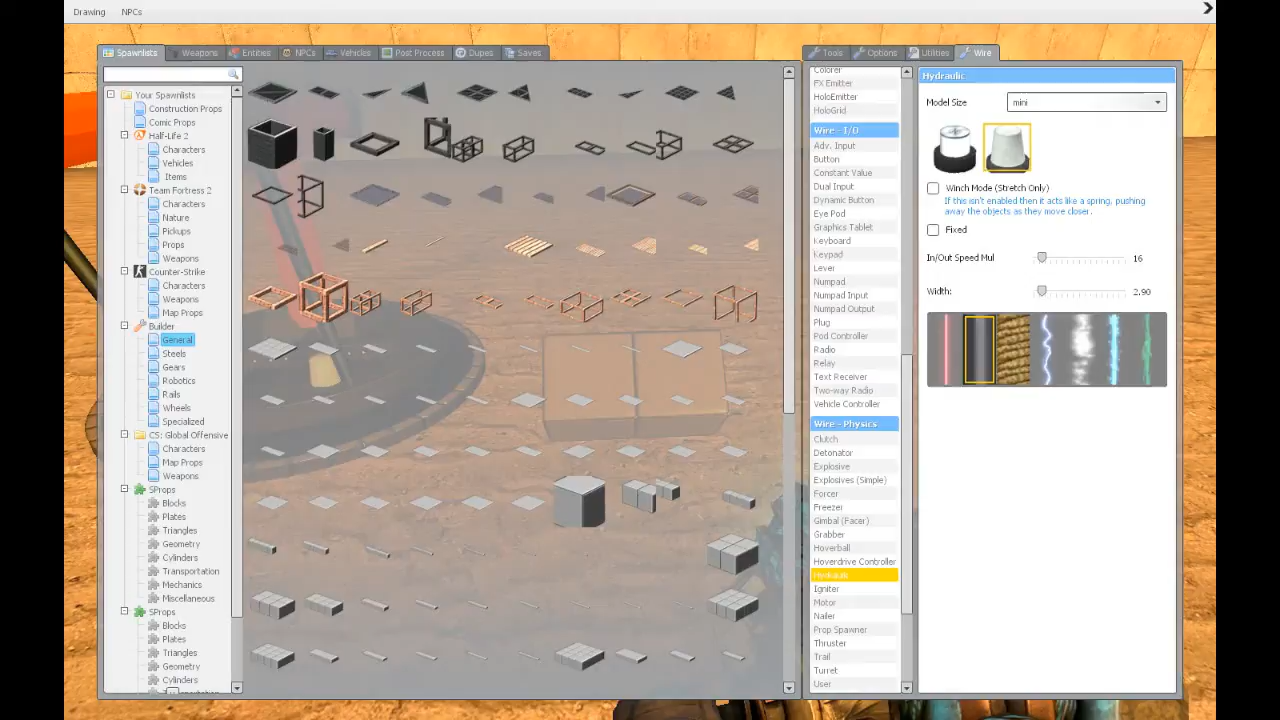 Drawing NPCs
Spawnlists Weapons Entities NPCs Vehicles Post Process Dupes Saves
Your Spawnlists
Construction Props
Comic Props
Half-Life 2
Characters
Vehicles
Items
Team Fortress 2
Characters
Nature
Pickups
Props
Weapons
Counter-Strike
Characters
Weapons
Map Props
Builder
General
Steels
Gears
Robotics
Rails
Wheels
Specialized
CS: Global Offensive
Characters
Map Props
Weapons
SProps
Blocks
Plates
Triangles
Geometry
Cylinders
Transportation
Mechanics
Miscellaneous
SProps
Blocks
Plates
Triangles
Geometry
Cylinders
Transportation
Tools Options Utilities Wire
Colorer
FX Emitter
HoloEmitter
HoloGrid
Wire - I/O
Adv. Input
Button
Constant Value
Dual Input
Dynamic Button
Eye Pod
Graphics Tablet
Keyboard
Keypad
Lever
Numpad
Numpad Input
Numpad Output
Plug
Pod Controller
Radio
Relay
Text Receiver
Two-way Radio
Vehicle Controller
Wire - Physics
Clutch
Detonator
Explosive
Explosives (Simple)
Forcer
Freezer
Gimbal (Facer)
Grabber
Hoverball
Hoverdrive Controller
Hydraulic
Igniter
Motor
Nailer
Prop Spawner
Thruster
Trail
Turret
User
Hydraulic
Model Size mini
Winch Mode (Stretch Only)
If this isn't enabled then it acts like a spring, pushing
away the objects as they move closer.
Fixed
In/Out Speed Mul 16
Width: 2.90